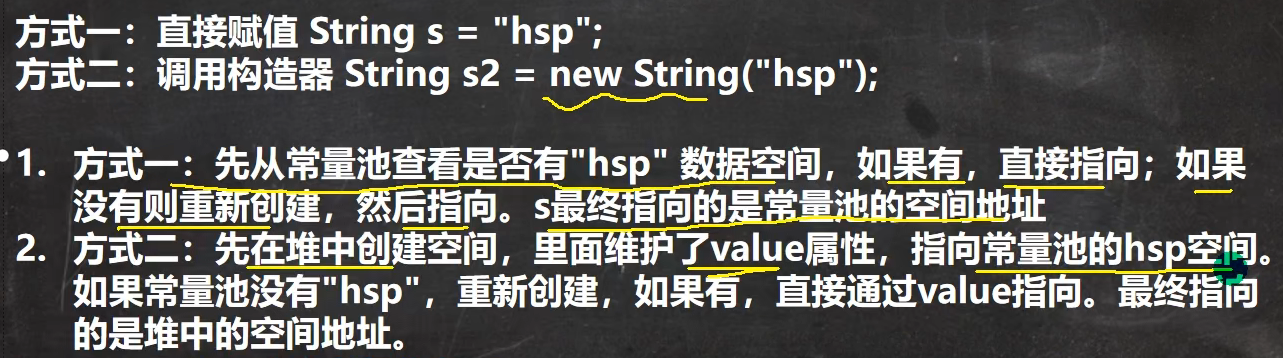 方式一：直接赋值 String s = "hsp";
方式二：调用构造器 String s2 = new String("hsp");
1. 方式一：先从常量池查看是否有"hsp" 数据空间，如果有，直接指向；如果
没有则重新创建，然后指向。s最终指向的是常量池的空间地址
2. 方式二：先在堆中创建空间，里面维护了value属性，指向常量池的hsp空间。
如果常量池没有"hsp"，重新创建，如果有，直接通过value指向。最终指向
的是堆中的空间地址。